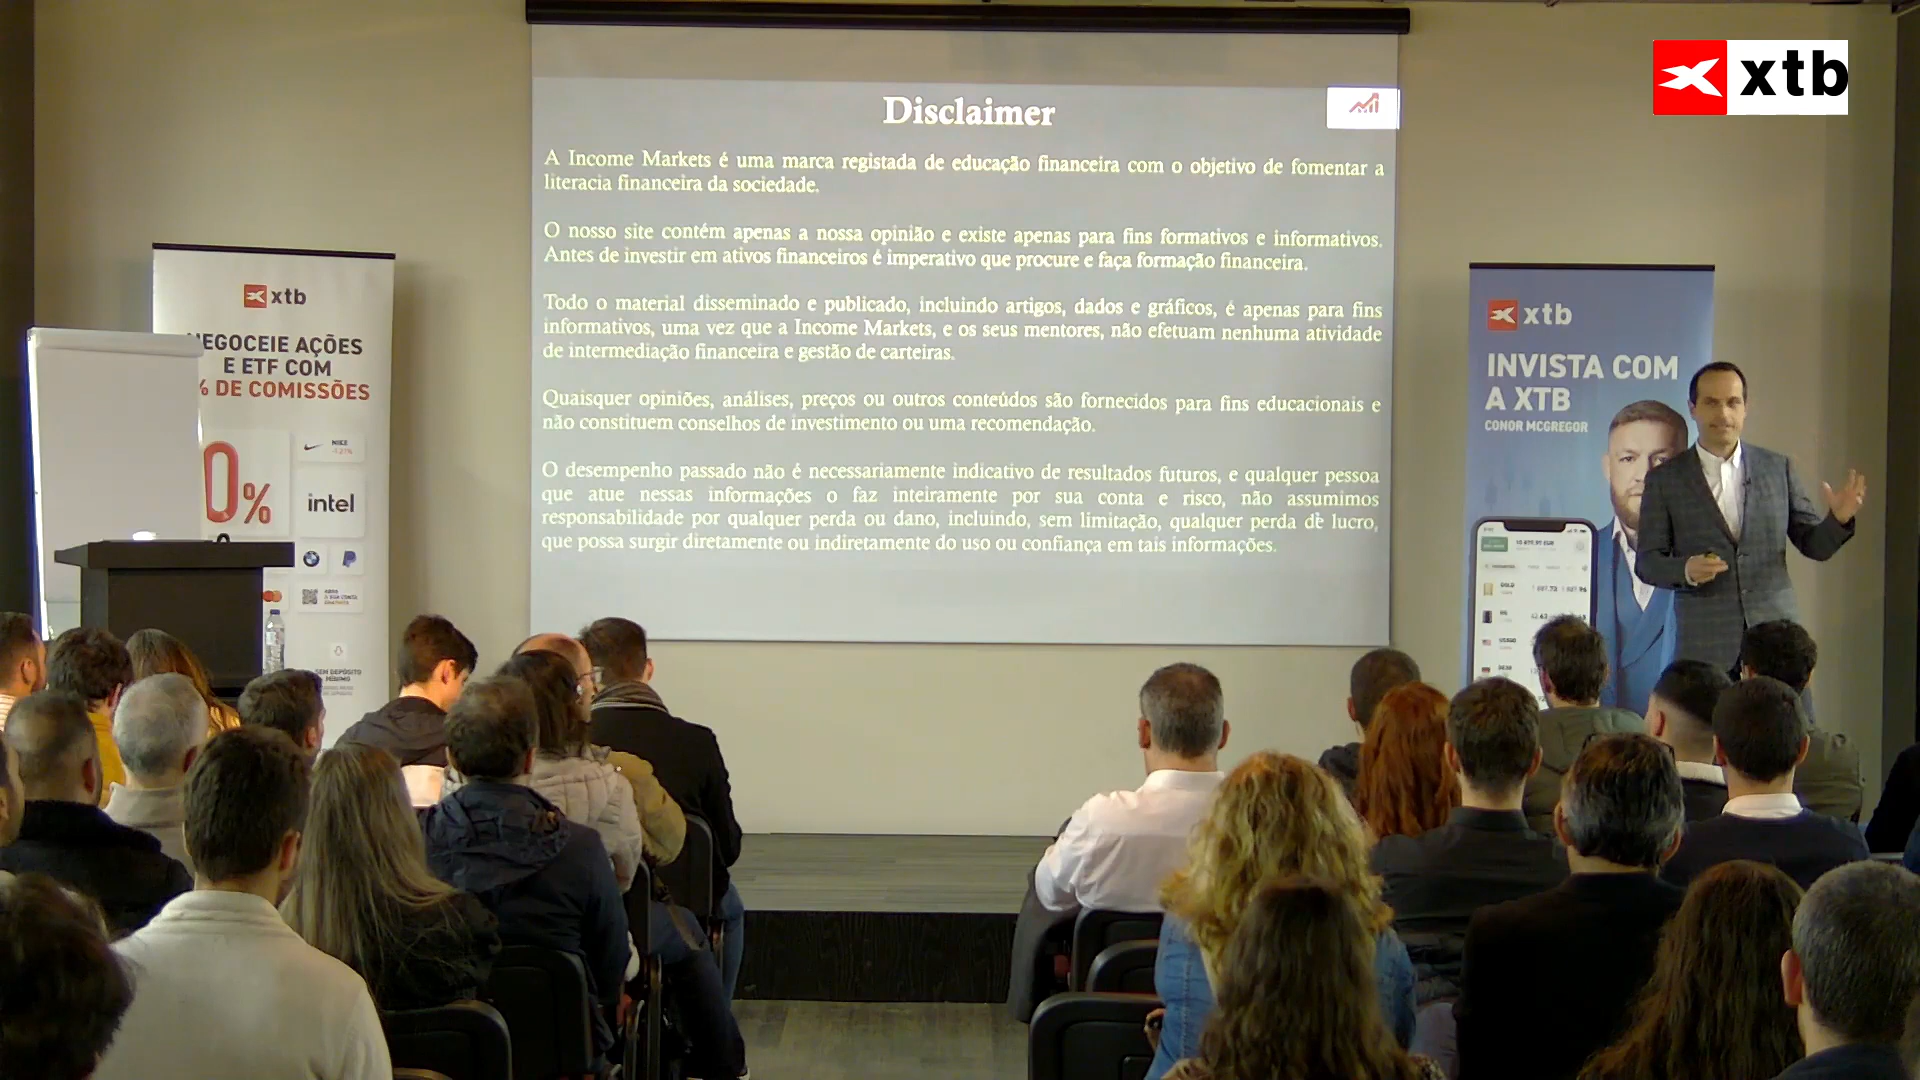 xtb
Disclaimer
A Income Markets é uma marca registada de educação financeira com o objetivo de fomentar a
literacia financeira da sociedade.
O nosso site contém apenas a nossa opinião e existe apenas para fins formativos e informativos.
Antes de investir em ativos financeiros é imperativo que procure e faça formação financeira.
Todo o material disseminado e publicado, incluindo artigos, dados e gráficos, é apenas para fins
informativos, uma vez que a Income Markets, e os seus mentores, não efetuam nenhuma atividade
de intermediação financeira e gestão de carteiras.
Quaisquer opiniões, análises, preços ou outros conteúdos são fornecidos para fins educacionais e
não constituem conselhos de investimento ou uma recomendação.
O desempenho passado não é necessariamente indicativo de resultados futuros, e qualquer pessoa
que atue nessas informações o faz inteiramente por sua conta e risco, não assumimos
responsabilidade por qualquer perda ou dano, incluindo, sem limitação, qualquer perda de lucro,
que possa surgir diretamente ou indiretamente do uso ou confiança em tais informações.
xtb
NEGOCEIE AÇÕES
E ETF COM
% DE COMISSÕES
0%
NIKE
intel
SEM DEPÓSITO
xtb
INVISTA COM
A XTB
CONOR MCGREGOR
GOLD